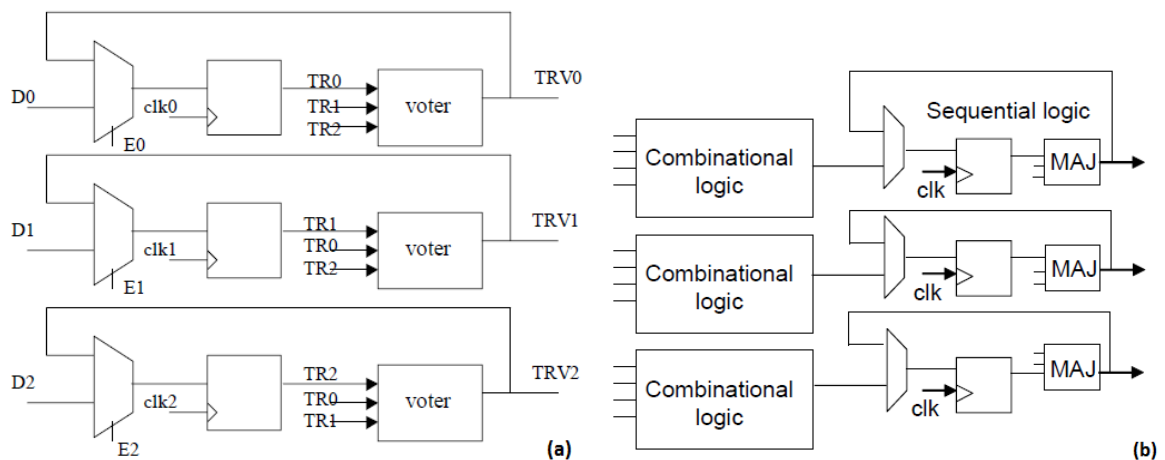 TRV0
D0
clk0
TR0
TR1
TR2
voter
E0
TRV1
D1
clk1
TR1
TR0
TR2
voter
E1
TRV2
D2
clk2
TR2
TR0
TR1
voter
E2
(a)
Combinational
logic
Sequential logic
clk
MAJ
Combinational
logic
clk
MAJ
Combinational
logic
clk
MAJ
(b)